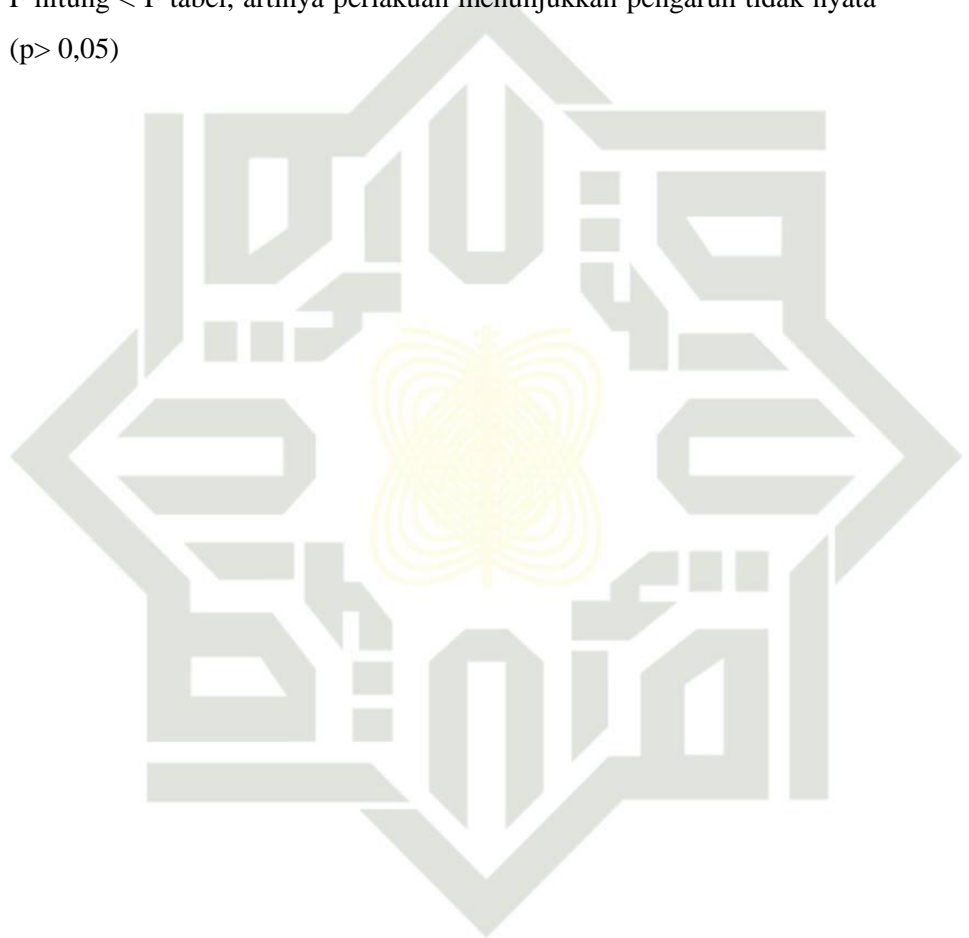 F hitung < F tabel, artinya perlakuan menunjukkan pengaruh tidak nyata
(p> 0,05)